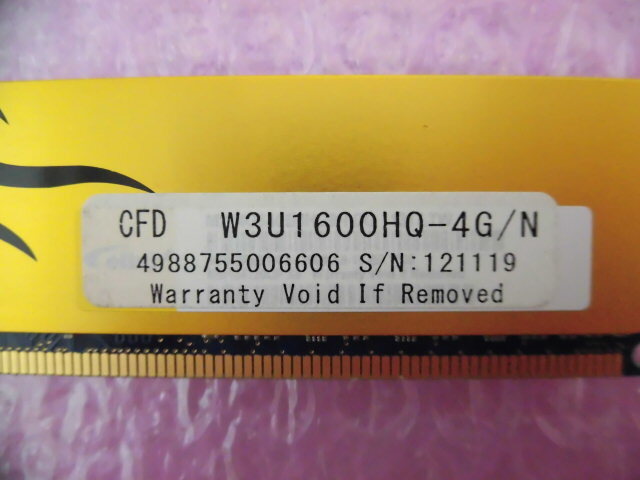 CFD W3U1600HQ-4G/N
4988755006606 S/N:121119
Warranty Void If Removed